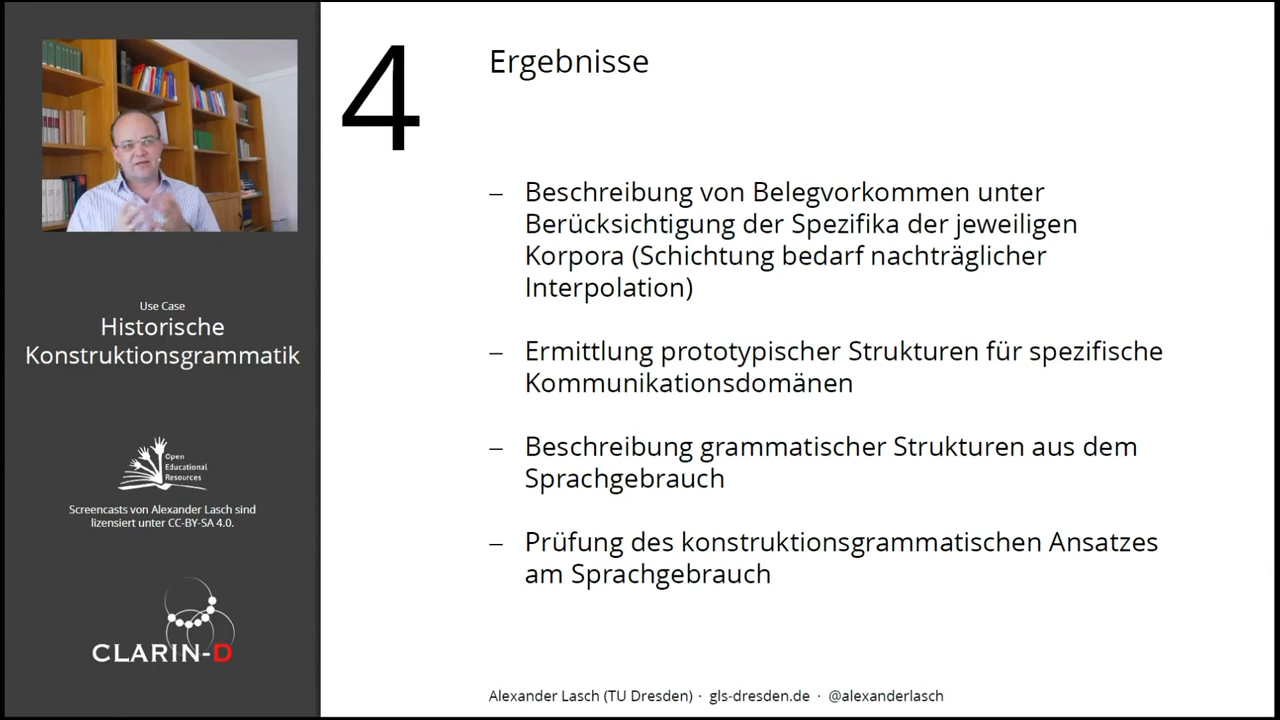 4
Ergebnisse
– Beschreibung von Belegvorkommen unter
Berücksichtigung der Spezifika der jeweiligen
Korpora (Schichtung bedarf nachträglicher
Interpolation)
– Ermittlung prototypischer Strukturen für spezifische
Kommunikationsdomänen
– Beschreibung grammatischer Strukturen aus dem
Sprachgebrauch
– Prüfung des konstruktionsgrammatischen Ansatzes
am Sprachgebrauch
Alexander Lasch (TU Dresden) · gls-dresden.de · @alexanderlasch
Use Case
Historische
Konstruktionsgrammatik
Open
Educational
Resources
Screencasts von Alexander Lasch sind
lizensiert unter CC-BY-SA 4.0.
CLARIN-D